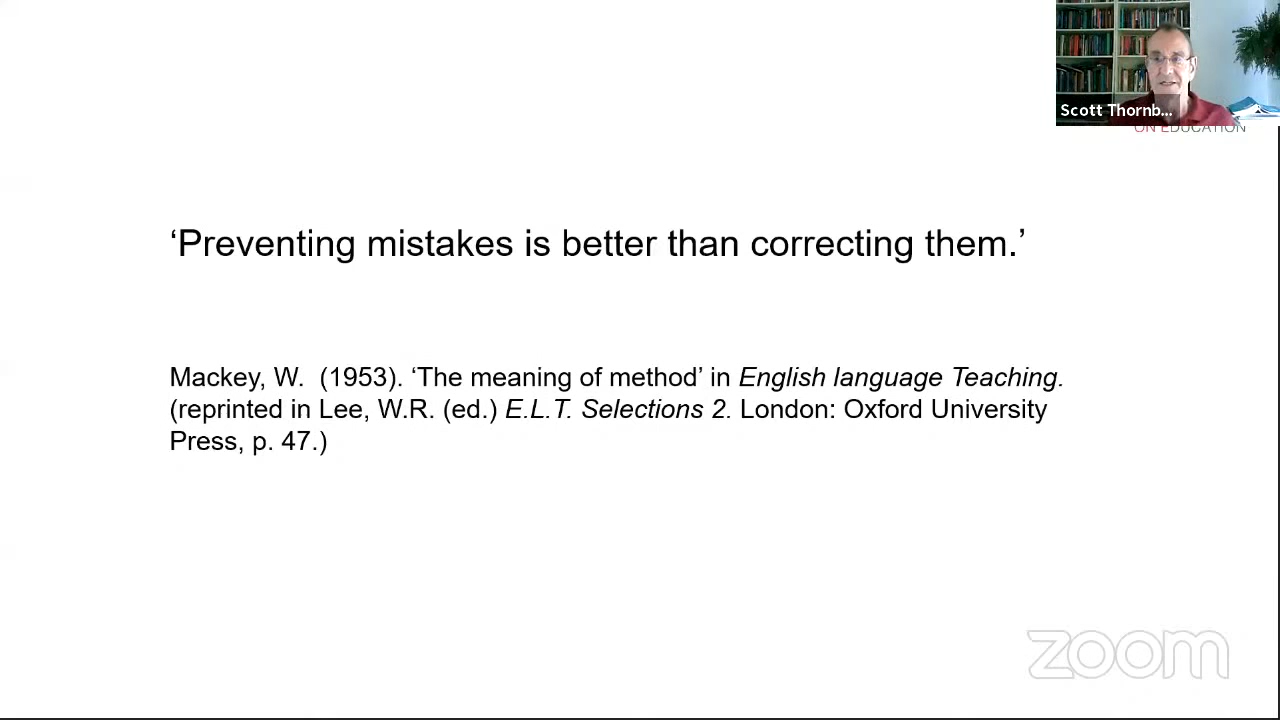 Scott Thornb...
ON EDUCATION
‘Preventing mistakes is better than correcting them.’
Mackey, W.  (1953). ‘The meaning of method’ in English language Teaching.
(reprinted in Lee, W.R. (ed.) E.L.T. Selections 2. London: Oxford University
Press, p. 47.)
zoom